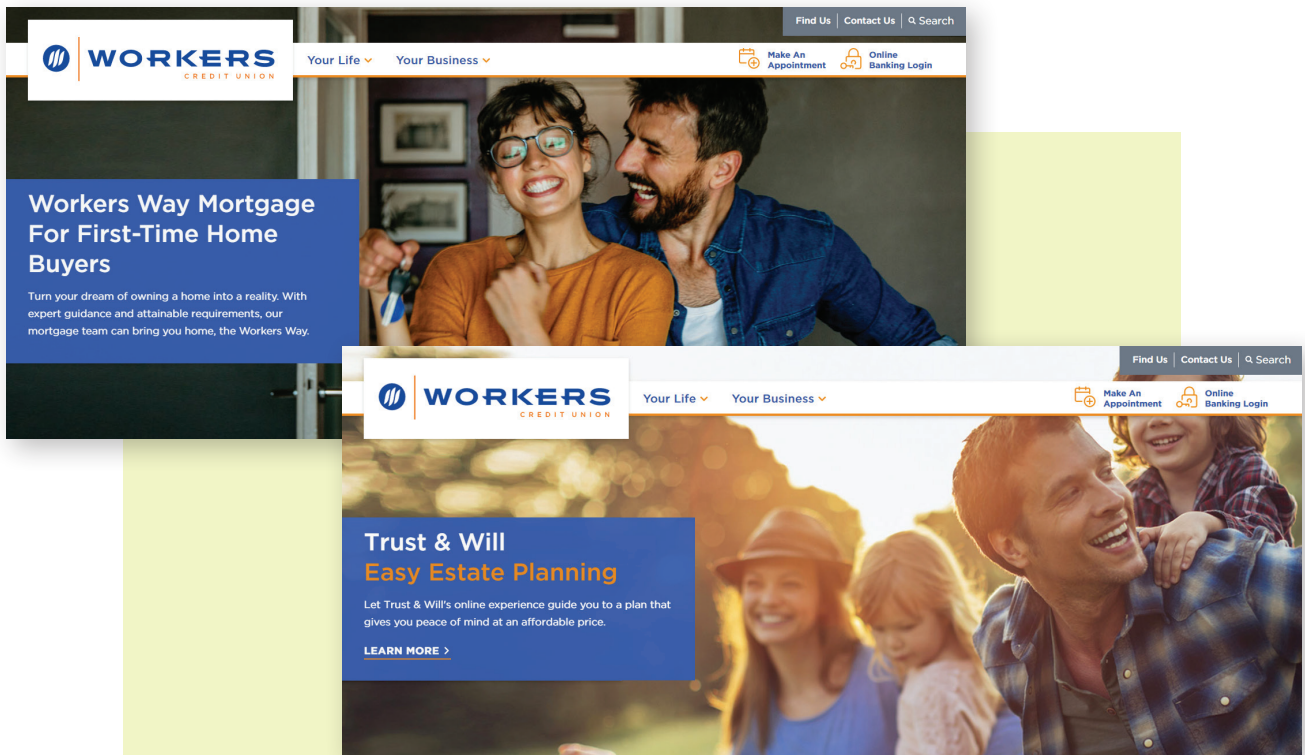 Find Us | Contact Us | Search
WORKERS
CREDIT UNION
Your Life
Your Business
Make An
Appointment
Online
Banking Login
Workers Way Mortgage
For First-Time Home
Buyers
Turn your dream of owning a home into a reality. With
expert guidance and attainable requirements, our
mortgage team can bring you home, the Workers Way.
Find Us | Contact Us | Search
WORKERS
CREDIT UNION
Your Life
Your Business
Make An
Appointment
Online
Banking Login
Trust & Will
Easy Estate Planning
Let Trust & Will's online experience guide you to a plan that
gives you peace of mind at an affordable price.
LEARN MORE >